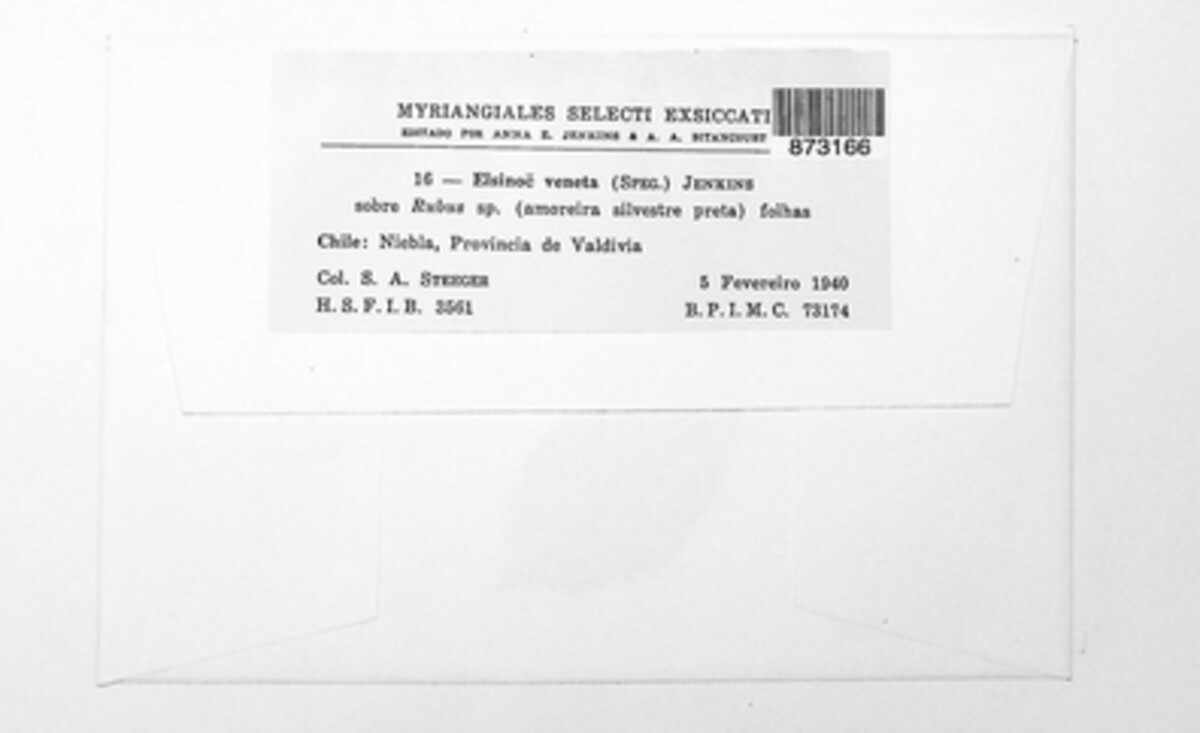 MYRIANGIALES SELECTI EXSICCATI
EDITADO POR ANNA E. JENKINS & A. A. BITANCOURT
873166
16 — Elsinoë veneta (SPEG.) JENKINS
sobre Rubus sp. (amoreira silvestre preta) folhas
Chile: Niebla, Provincia de Valdivia
Col. S. A. STEEGER
5 Fevereiro 1940
H. S. F. I. B. 3561
B. P. I. M. C. 73174